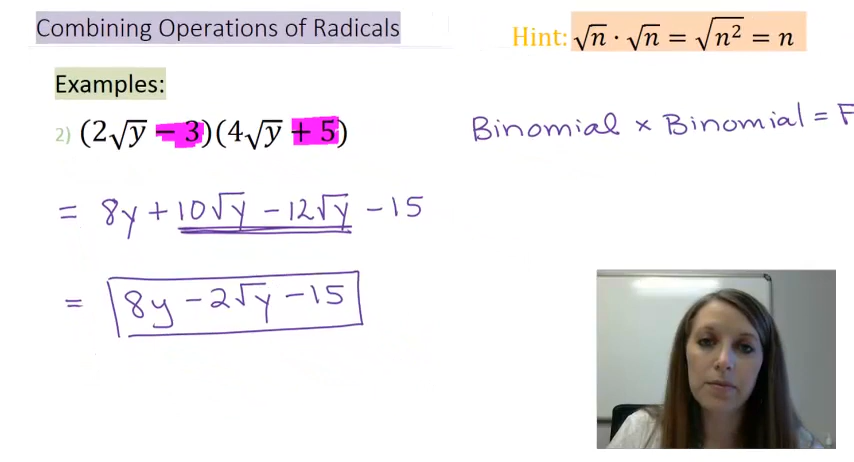 Combining Operations of Radicals
Hint: √n · √n = √n² = n
Examples:
2) (2√y − 3)(4√y + 5)
Binomial × Binomial = F
= 8y + 10√y − 12√y − 15
= 8y − 2√y − 15